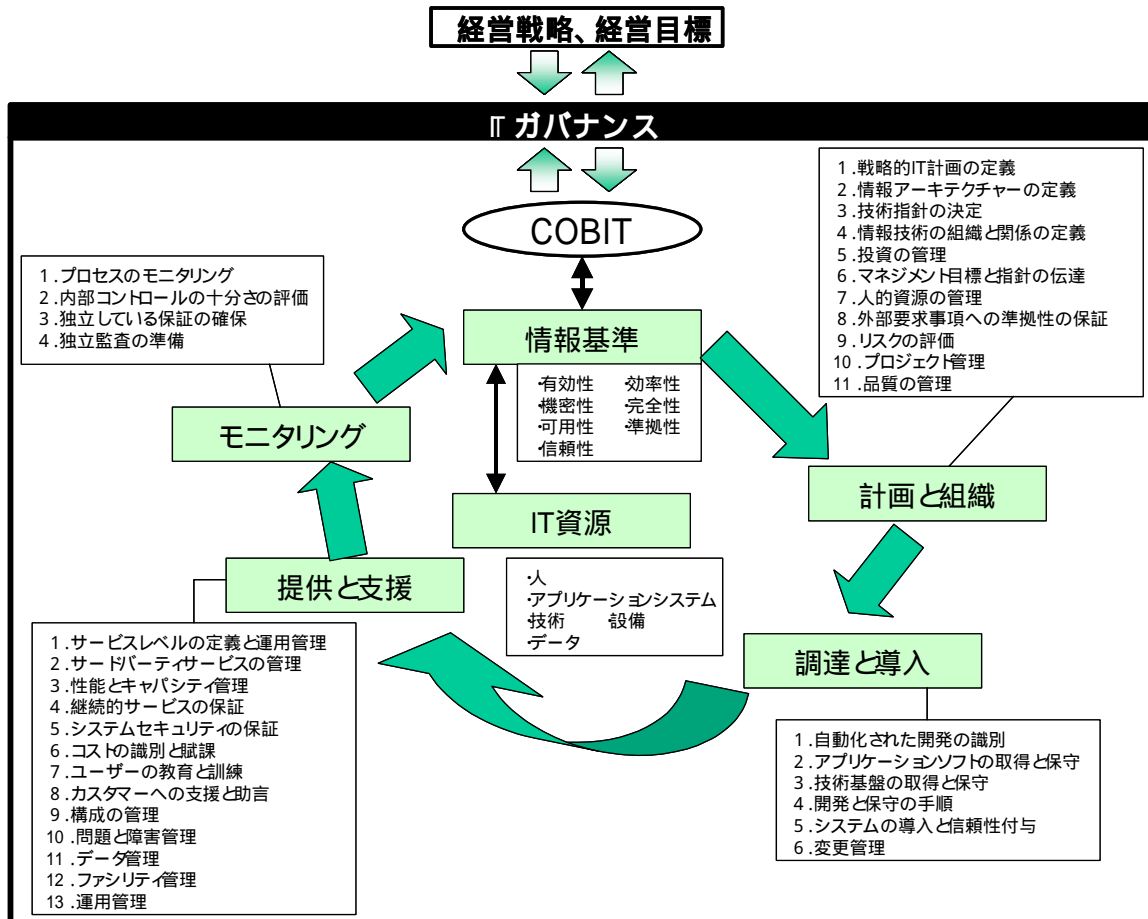 経営戦略、経営目標
IT ガバナンス
COBIT
1.戦略的IT計画の定義
2.情報アーキテクチャーの定義
3.技術指針の決定
4.情報技術の組織と関係の定義
5.投資の管理
6.マネジメント目標と指針の伝達
7.人的資源の管理
8.外部要求事項への準拠性の保証
9.リスクの評価
10.プロジェクト管理
11.品質の管理
1.プロセスのモニタリング
2.内部コントロールの十分さの評価
3.独立している保証の確保
4.独立監査の準備
情報基準
・有効性 ・効率性
・機密性 ・完全性
・可用性 ・準拠性
・信頼性
モニタリング
計画と組織
IT資源
・人
・アプリケーションシステム
・技術 ・設備
・データ
提供と支援
1.サービスレベルの定義と運用管理
2.サードパーティサービスの管理
3.性能とキャパシティ管理
4.継続的サービスの保証
5.システムセキュリティの保証
6.コストの識別と賦課
7.ユーザーの教育と訓練
8.カスタマーへの支援と助言
9.構成の管理
10.問題と障害管理
11.データ管理
12.ファシリティ管理
13.運用管理
調達と導入
1.自動化された開発の識別
2.アプリケーションソフトの取得と保守
3.技術基盤の取得と保守
4.開発と保守の手順
5.システムの導入と信頼性付与
6.変更管理